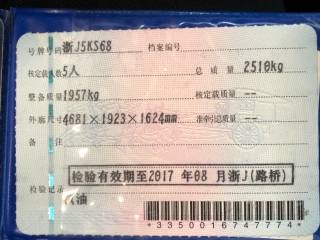 号牌号码 浙J5KS68 档案编号
核定载人数 5人 总质量 2510kg
整备质量 1957kg 核定载质量 --
外廓尺寸 4681×1923×1624mm 准牵引总质量 --
备注
检验有效期至2017 年08 月浙J(路桥)
检验记录 油
*3350016747774*